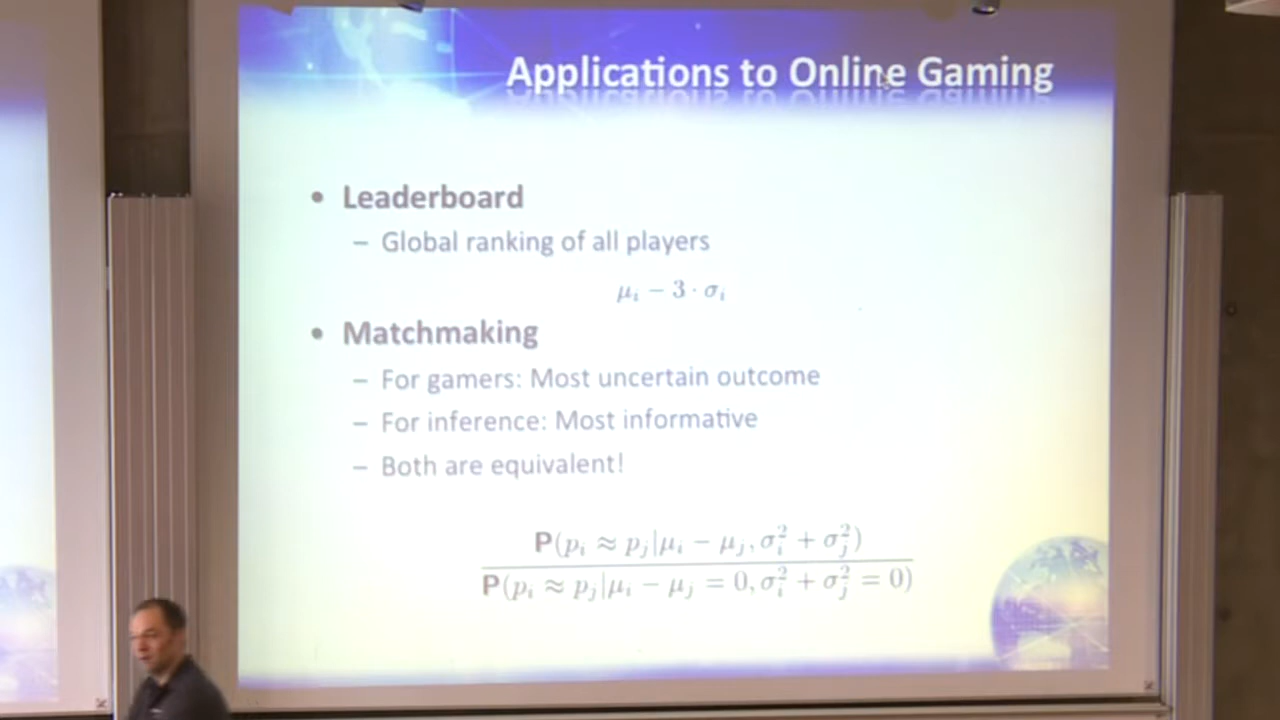 Applications to Online Gaming
• Leaderboard
– Global ranking of all players
μᵢ − 3 · σᵢ
• Matchmaking
– For gamers: Most uncertain outcome
– For inference: Most informative
– Both are equivalent!
P(pᵢ ≈ pⱼ|μᵢ − μⱼ, σᵢ² + σⱼ²)
P(pᵢ ≈ pⱼ|μᵢ − μⱼ = 0, σᵢ² + σⱼ² = 0)